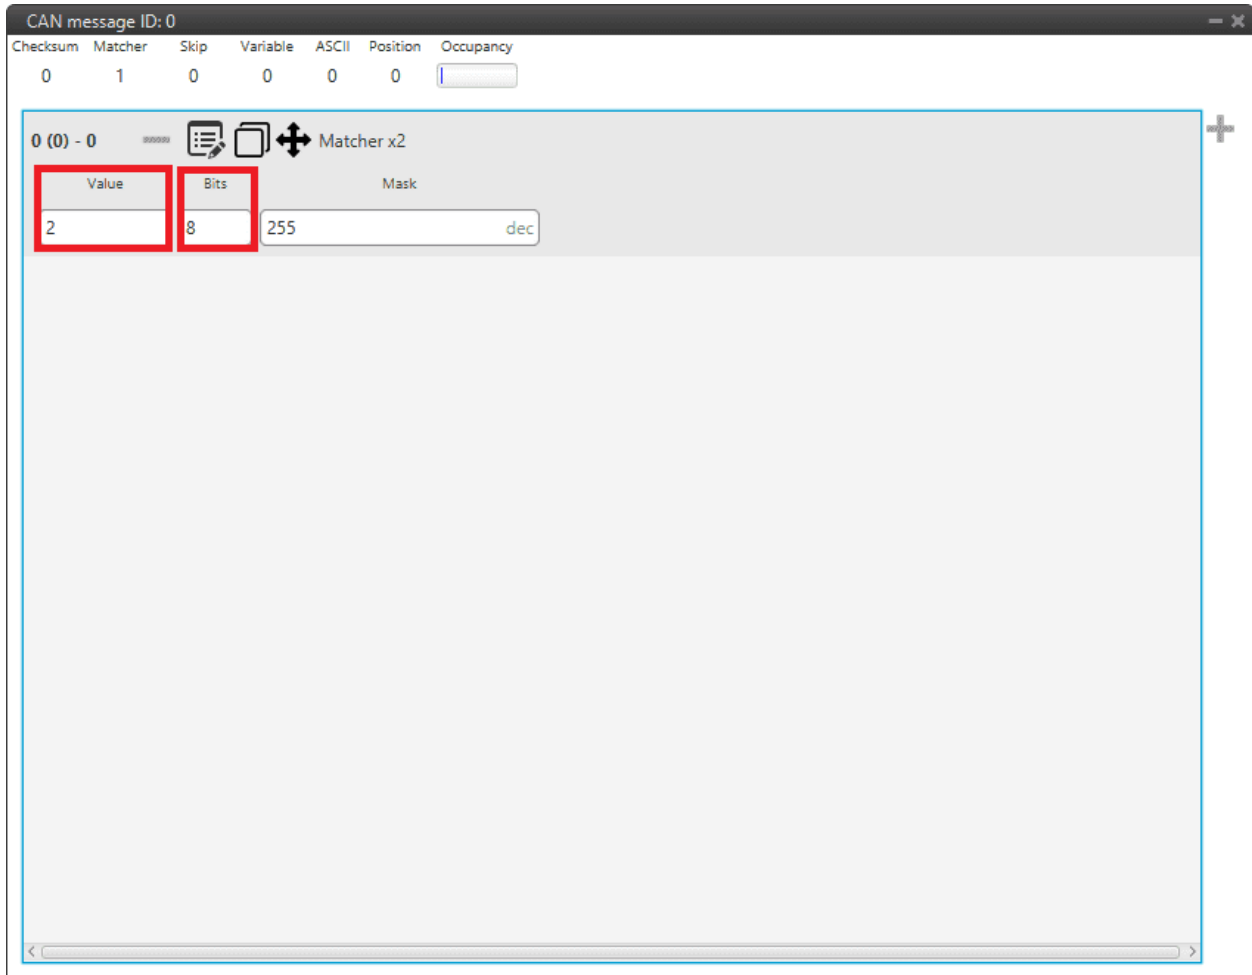 CAN message ID: 0
Checksum Matcher Skip Variable ASCII Position Occupancy
0 1 0 0 0 0
0 (0) - 0 Matcher x2
Value Bits Mask
2 8 255 dec